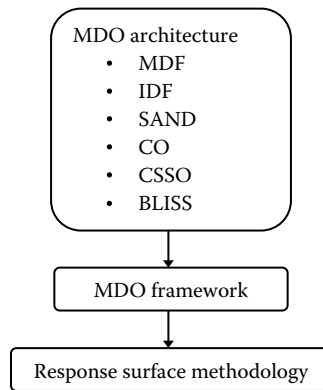 MDO architecture
• MDF
• IDF
• SAND
• CO
• CSSO
• BLISS
MDO framework
Response surface methodology